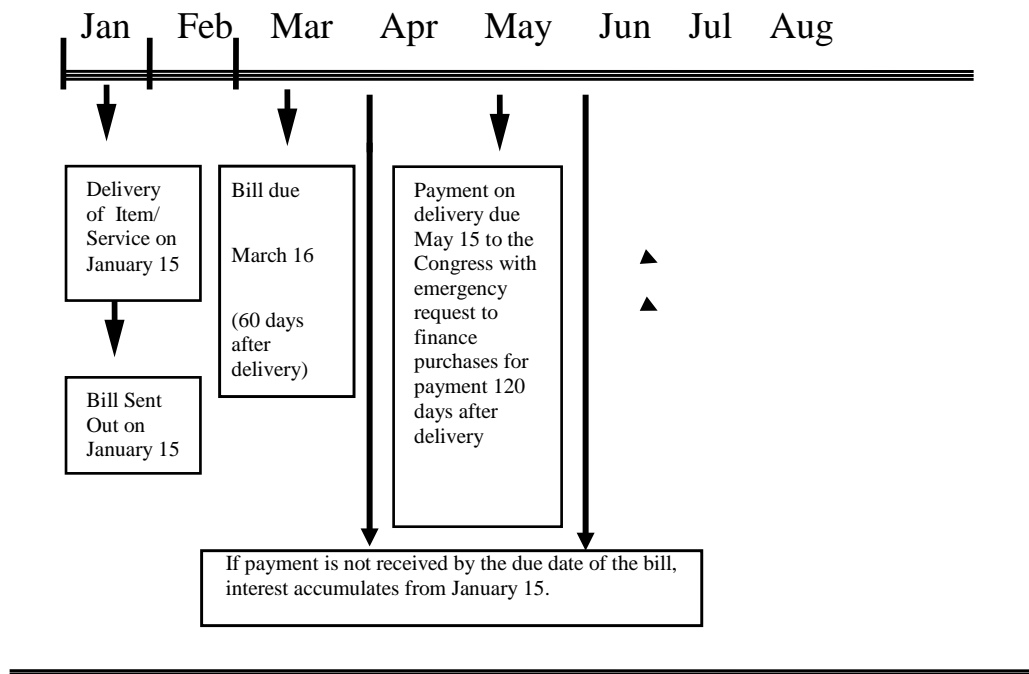 Jan Feb Mar Apr May Jun Jul Aug
Delivery
of Item/
Service on
January 15
Bill Sent
Out on
January 15
Bill due
March 16
(60 days
after
delivery)
Payment on
delivery due
May 15 to the
Congress with
emergency
request to
finance
purchases for
payment 120
days after
delivery
If payment is not received by the due date of the bill,
interest accumulates from January 15.